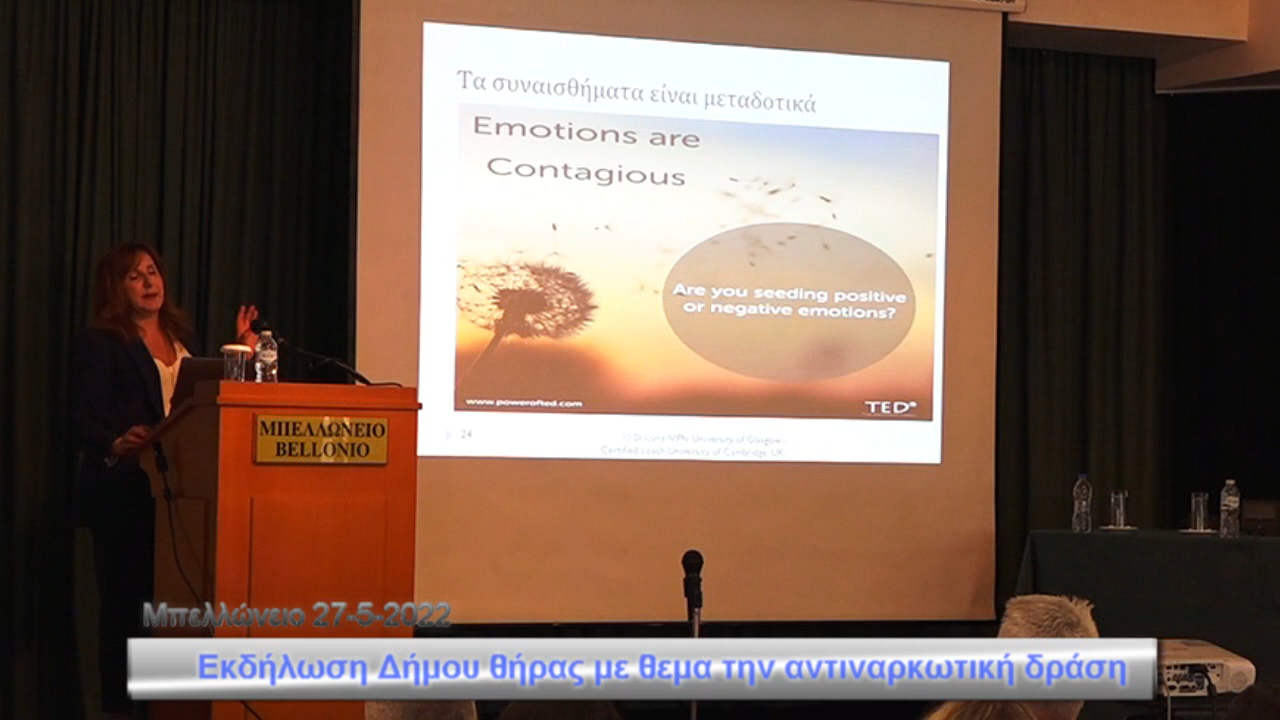 Τα συναισθήματα είναι μεταδοτικά
Emotions are
Contagious
Are you seeding positive
or negative emotions?
www.powerofted.com
TED*
24
MPN University of Glasgow
Certified coach University of Cambridge, UK
ΜΠΕΛΛΩΝΕΙΟ
BELLONIO
Μπελλώνειο 27-5-2022
Εκδήλωση Δήμου θήρας με θεμα την αντιναρκωτική δράση